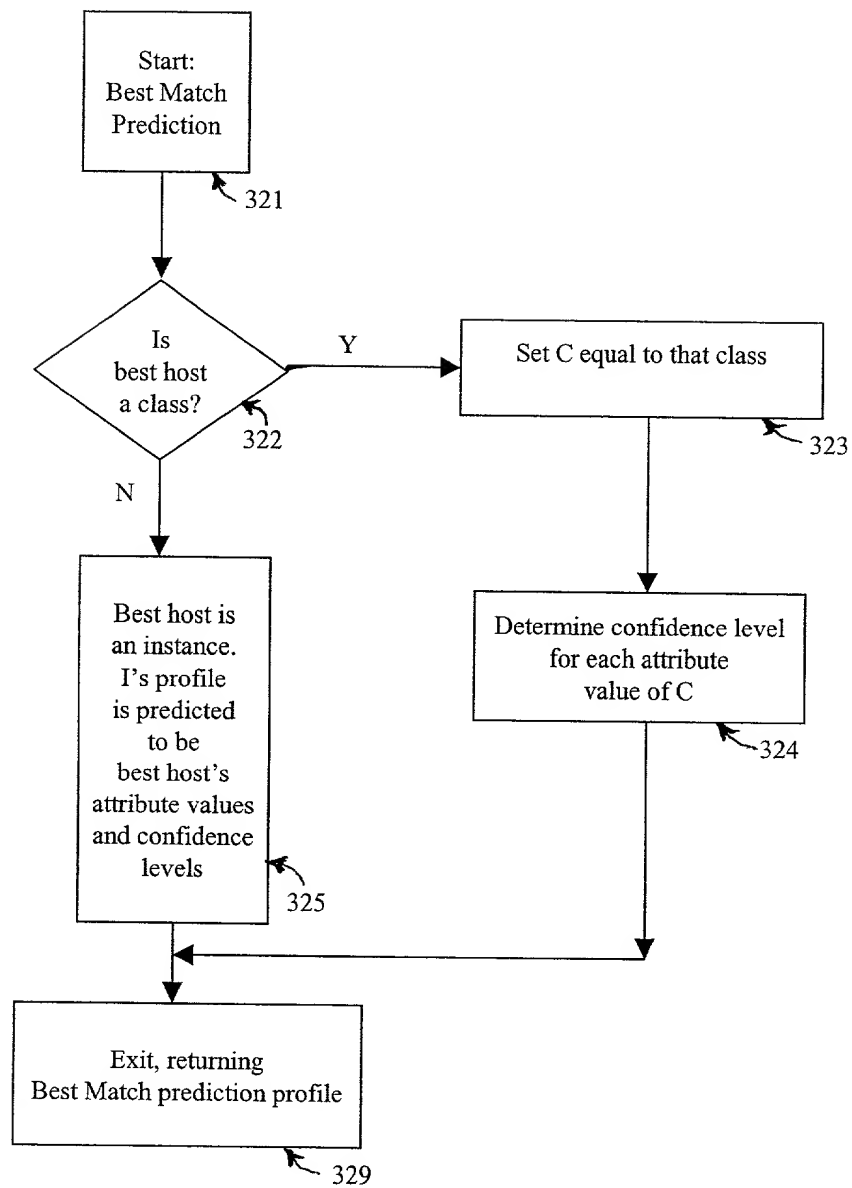 Start:
Best Match
Prediction
321
Is
best host
a class?
322
Y
Set C equal to that class
323
N
Determine confidence level
for each attribute
value of C
324
Best host is
an instance.
I's profile
is predicted
to be
best host's
attribute values
and confidence
levels
325
Exit, returning
Best Match prediction profile
329